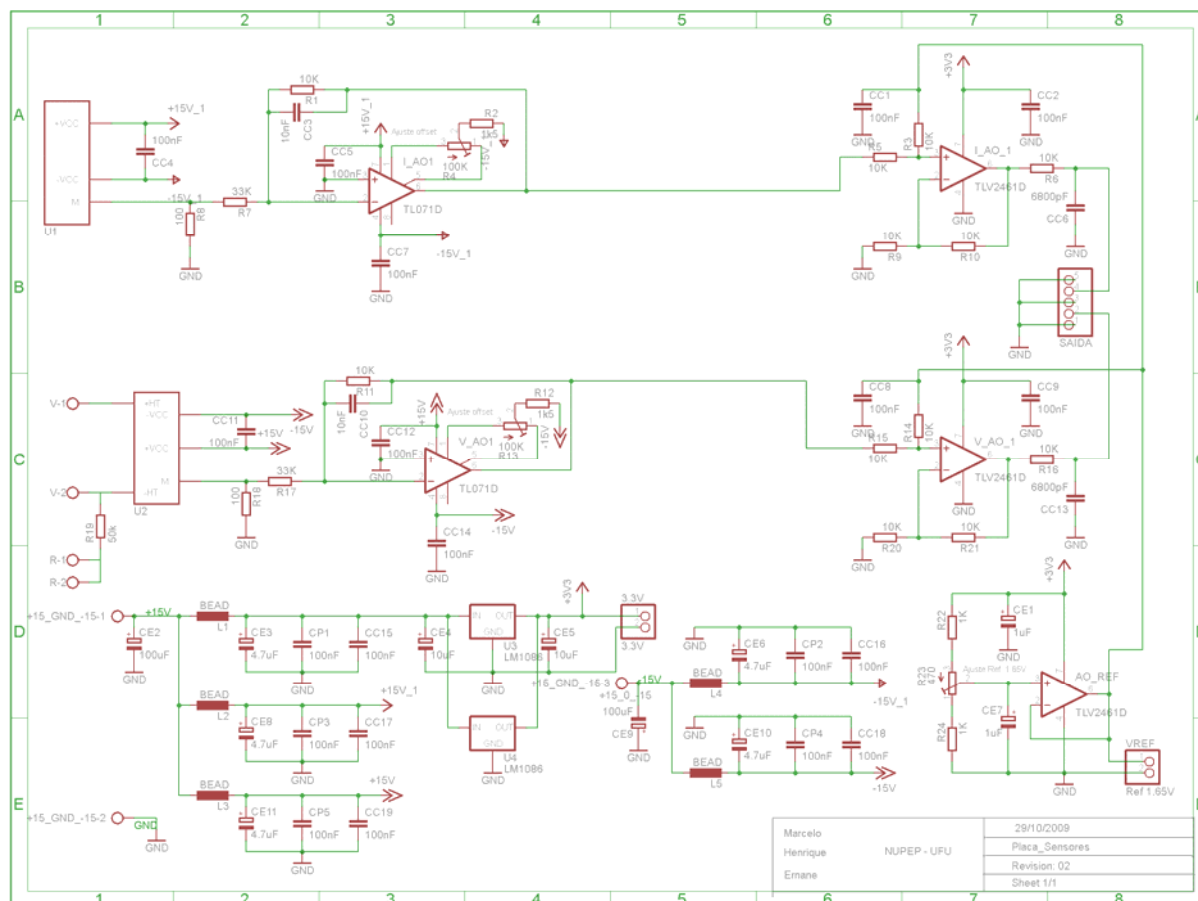 1 2 3 4 5 6 7 8
A
B
C
D
E
+VCC
-VCC
M
U1
+15V_1
100nF
CC4
-15V_1
100
R8
GND
33K
R7
10K
R1
10nF
CC3
CC5
100nF
GND
+15V_1
Ajuste offset
R2
1k5
-15V_1
100K
R4
I_AO1
TL071D
-15V_1
CC7
100nF
GND
CC1
100nF
GND
R3
10K
R5
10K
+3V3
CC2
100nF
GND
I_AO_1
TLV2461D
GND
10K
R6
6800pF
CC6
GND
10K
R9
GND
10K
R10
SAIDA
GND
V-1
V-2
+HT
-VCC
+VCC
M
-HT
U2
R19
50k
R-1
R-2
CC11
100nF
-15V
+15V
100
R18
GND
33K
R17
10K
R11
10nF
CC10
CC12
100nF
GND
+15V
Ajuste offset
R12
1k5
-15V
100K
R13
V_AO1
TL071D
-15V
CC14
100nF
GND
CC8
100nF
GND
R14
10K
R15
10K
+3V3
CC9
100nF
GND
V_AO_1
TLV2461D
GND
10K
R16
6800pF
CC13
GND
10K
R20
GND
10K
R21
+15_GND_-15-1
+15V
CE2
100uF
GND
BEAD
L1
CE3
4.7uF
CP1
100nF
CC15
100nF
GND
CE4
10uF
IN
OUT
GND
U3
LM1086
GND
CE5
10uF
+3V3
3.3V
3.3V
BEAD
L2
CE8
4.7uF
CP3
100nF
CC17
100nF
GND
+15V_1
IN
OUT
GND
U4
LM1086
GND
BEAD
L3
CE11
4.7uF
CP5
100nF
CC19
100nF
GND
+15V
+15_GND_-15-2
GND
GND
+15_GND_-15-3
+15_0_-15
-15V
100uF
CE9
GND
GND
BEAD
L4
CE6
4.7uF
CP2
100nF
CC16
100nF
-15V_1
GND
BEAD
L5
CE10
4.7uF
CP4
100nF
CC18
100nF
-15V
R22
1K
R23
470
R24
1K
Ajuste Ref. 1.65V
CE1
1uF
GND
CE7
1uF
+3V3
AO_REF
TLV2461D
GND
VREF
Ref 1.65V
Marcelo
Henrique
Ernane
NUPEP - UFU
29/10/2009
Placa_Sensores
Revision: 02
Sheet 1/1
1 2 3 4 5 6 7 8